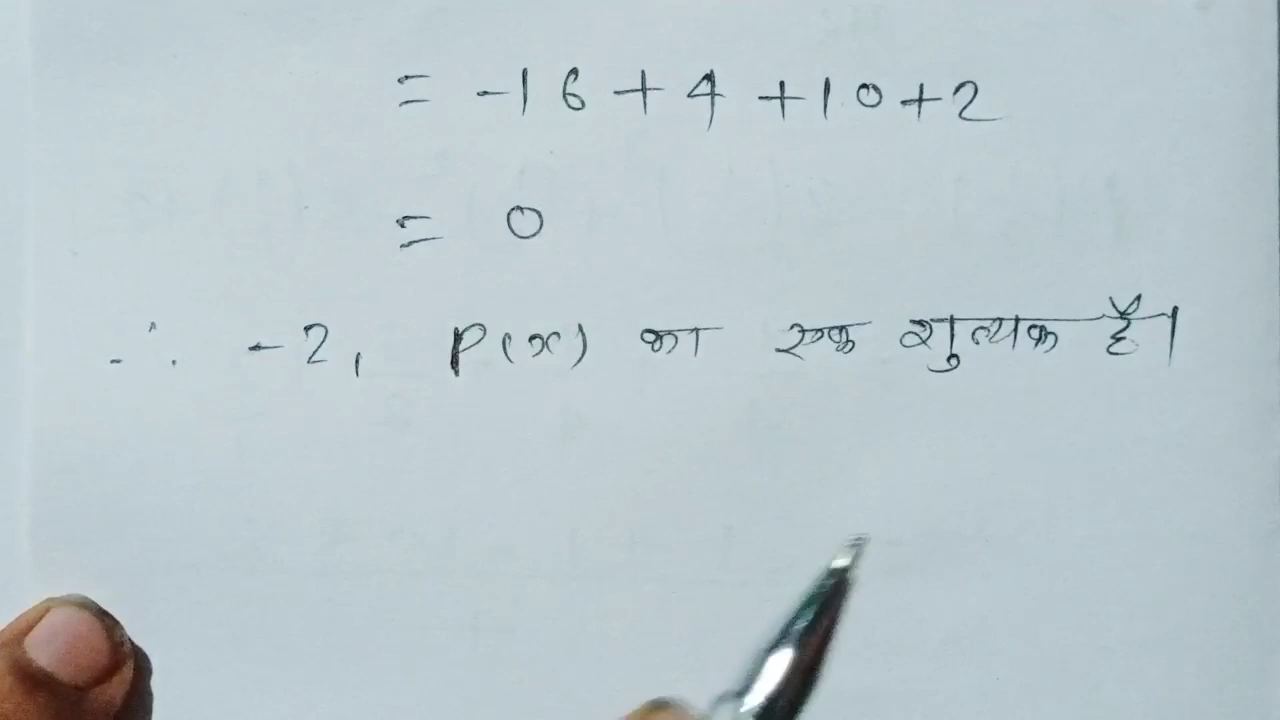 = -16 + 4 + 10 + 2
= 0
∴ -2, P(x) का एक शुन्यक है।